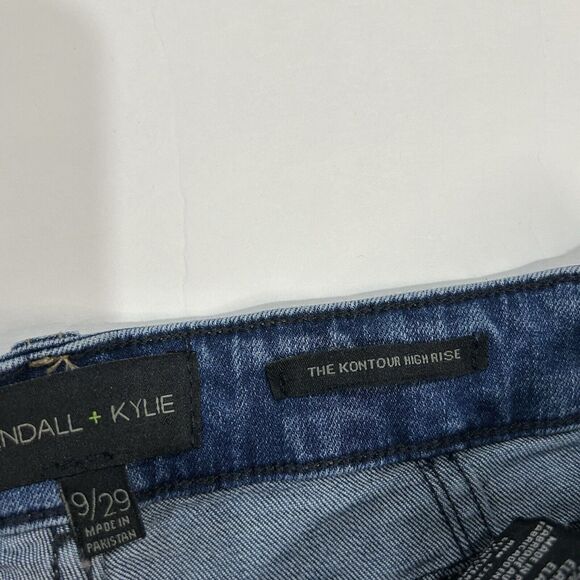 NDALL + KYLIE
THE KONTOUR HIGH RISE
9/29
MADE IN
PAKISTAN